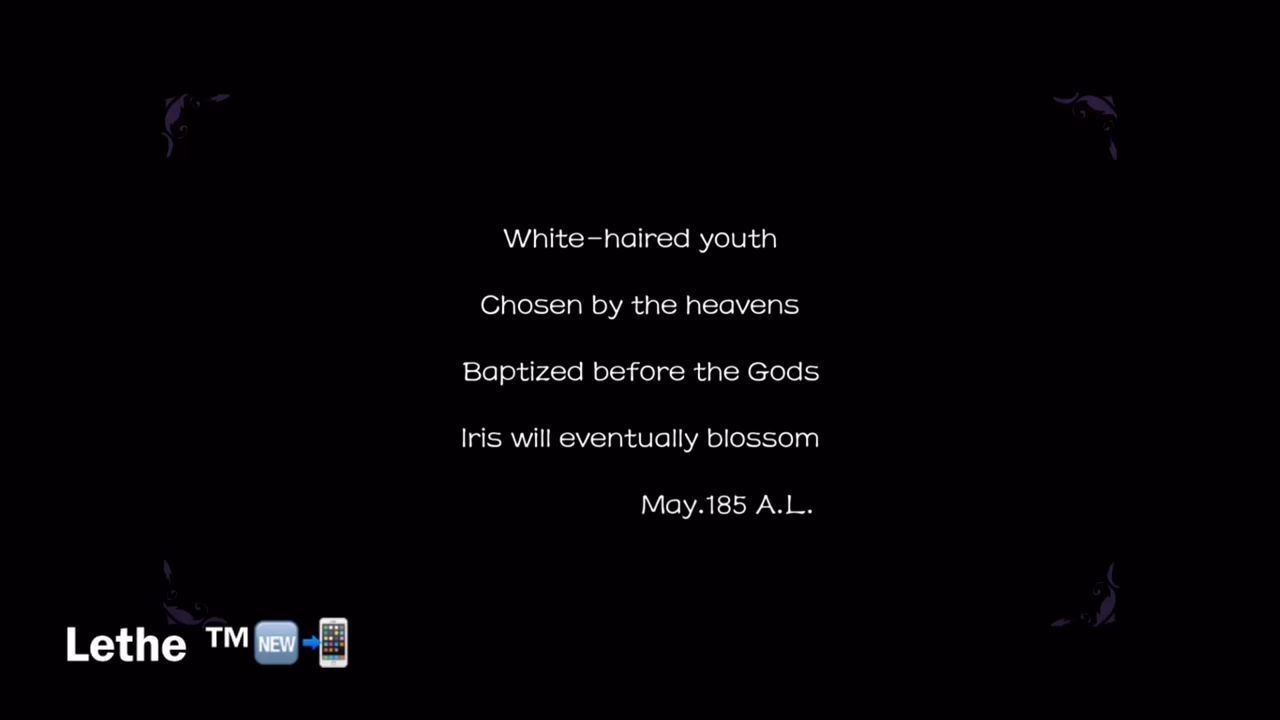 White-haired youth
Chosen by the heavens
Baptized before the Gods
Iris will eventually blossom
May.185 A.L.
Lethe ™🆕📲